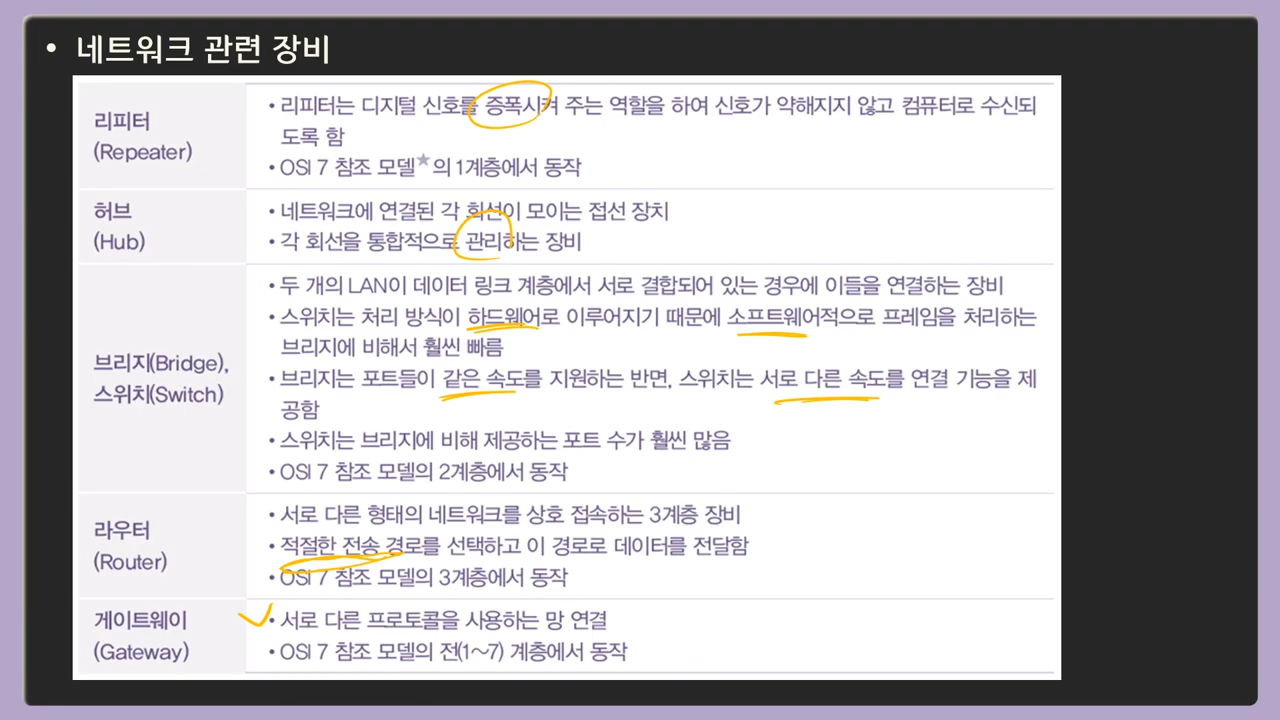 • 네트워크 관련 장비
리피터
(Repeater)
• 리피터는 디지털 신호를 증폭시켜 주는 역할을 하여 신호가 약해지지 않고 컴퓨터로 수신되
도록 함
• OSI 7 참조 모델★의 1계층에서 동작
허브
(Hub)
• 네트워크에 연결된 각 회선이 모이는 접선 장치
• 각 회선을 통합적으로 관리하는 장비
브리지(Bridge),
스위치(Switch)
• 두 개의 LAN이 데이터 링크 계층에서 서로 결합되어 있는 경우에 이들을 연결하는 장비
• 스위치는 처리 방식이 하드웨어로 이루어지기 때문에 소프트웨어적으로 프레임을 처리하는
브리지에 비해서 훨씬 빠름
• 브리지는 포트들이 같은 속도를 지원하는 반면, 스위치는 서로 다른 속도를 연결 기능을 제
공함
• 스위치는 브리지에 비해 제공하는 포트 수가 훨씬 많음
• OSI 7 참조 모델의 2계층에서 동작
라우터
(Router)
• 서로 다른 형태의 네트워크를 상호 접속하는 3계층 장비
• 적절한 전송 경로를 선택하고 이 경로로 데이터를 전달함
• OSI 7 참조 모델의 3계층에서 동작
게이트웨이
(Gateway)
• 서로 다른 프로토콜을 사용하는 망 연결
• OSI 7 참조 모델의 전(1~7) 계층에서 동작